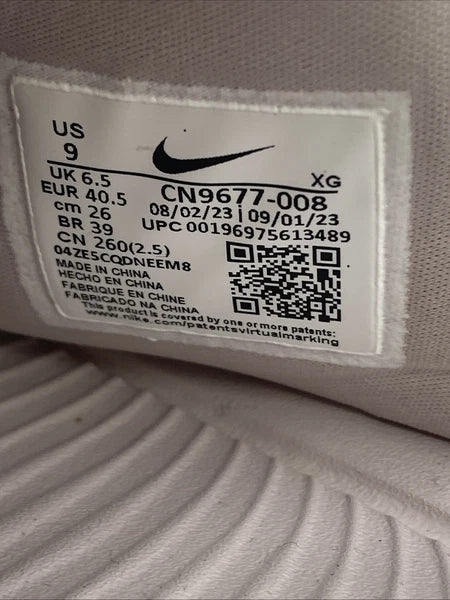 US
9
UK 6.5
EUR 40.5
cm 26
BR 39
CN 260(2.5)
XG
CN9677-008
08/02/23 | 09/01/23
UPC 00196975613489
04ZE5CQDNEEM8
MADE IN CHINA
HECHO EN CHINA
FABRIQUE EN CHINE
FABRICADO NA CHINA
This product is covered by one or more patents:
www.nike.com/patentsvirtualmarking